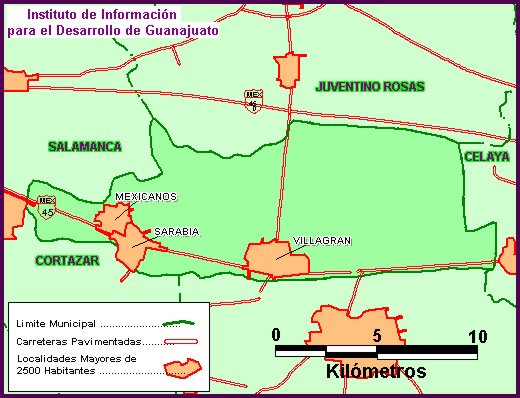 Instituto de Información
para el Desarrollo de Guanajuato
JUVENTINO ROSAS
MEX
45
SALAMANCA
CELAYA
MEXICANOS
MEX
45
SARABIA
VILLAGRAN
CORTAZAR
Limite Municipal
Carreteras Pavimentadas
Localidades Mayores de
2500 Habitantes
0 5 10
Kilómetros